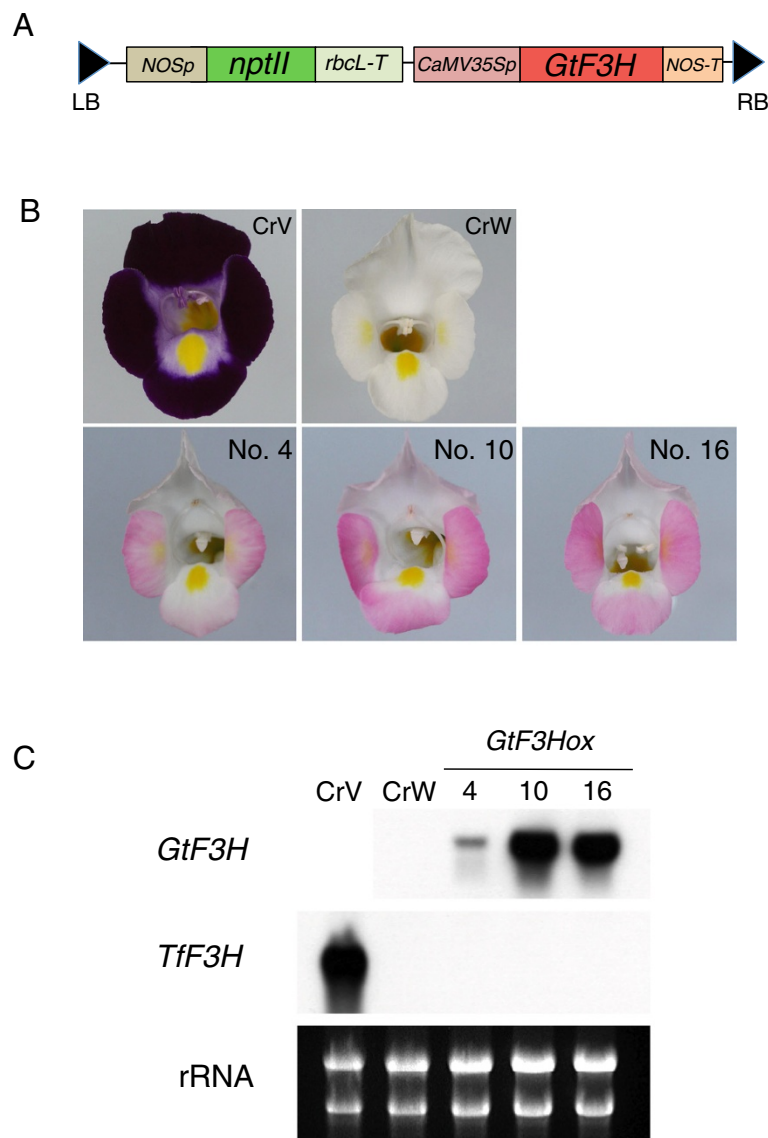 A
NOSp nptII rbcL-T CaMV35Sp GtF3H NOS-T
LB RB
B
CrV CrW
No. 4 No. 10 No. 16
C
GtF3Hox
CrV CrW 4 10 16
GtF3H
TfF3H
rRNA